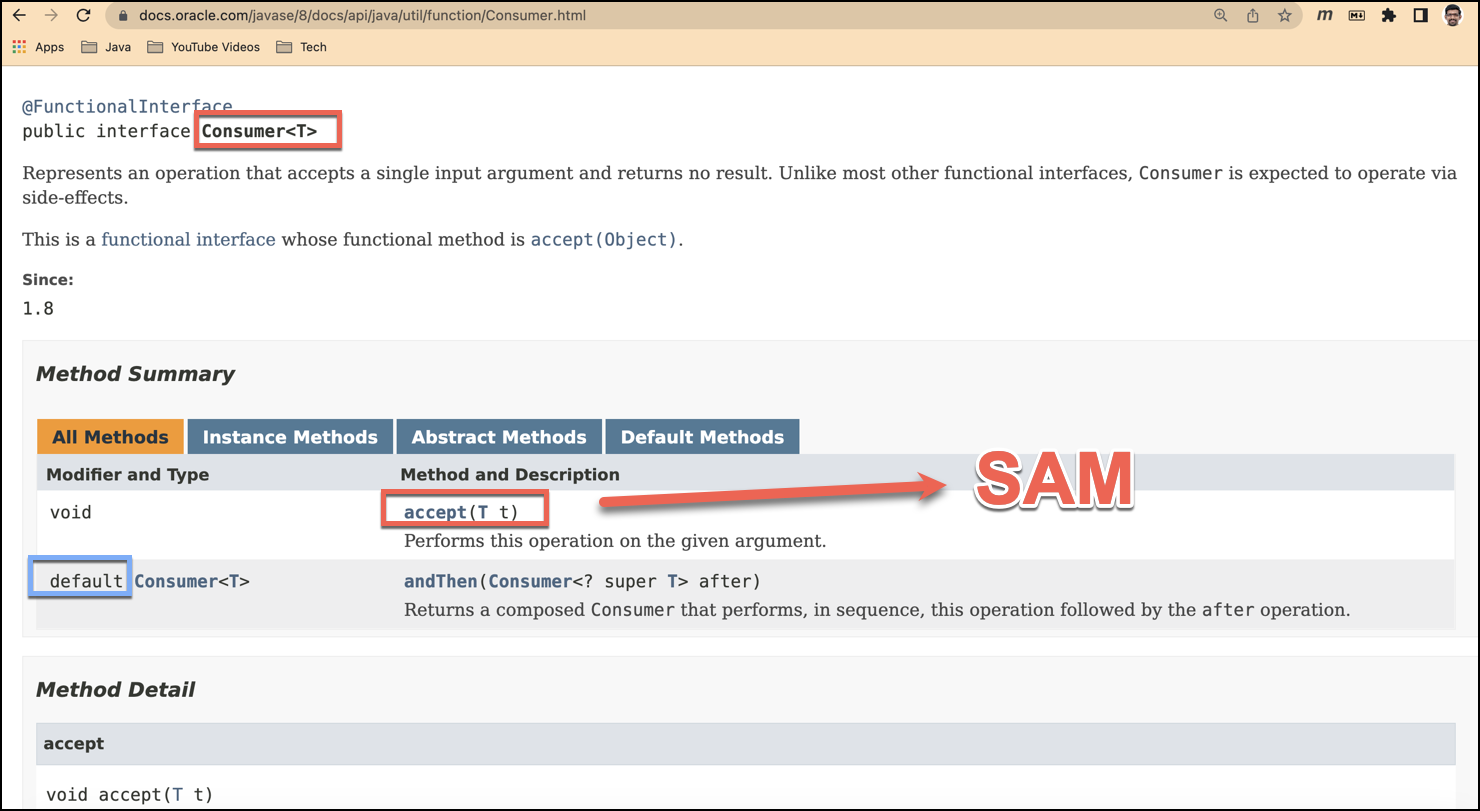 docs.oracle.com/javase/8/docs/api/java/util/function/Consumer.html
Apps Java YouTube Videos Tech
@FunctionalInterface
public interface Consumer<T>
Represents an operation that accepts a single input argument and returns no result. Unlike most other functional interfaces, Consumer is expected to operate via
side-effects.
This is a functional interface whose functional method is accept(Object).
Since:
1.8
Method Summary
All Methods Instance Methods Abstract Methods Default Methods
Modifier and Type Method and Description
SAM
void accept(T t)
Performs this operation on the given argument.
default Consumer<T> andThen(Consumer<? super T> after)
Returns a composed Consumer that performs, in sequence, this operation followed by the after operation.
Method Detail
accept
void accept(T t)